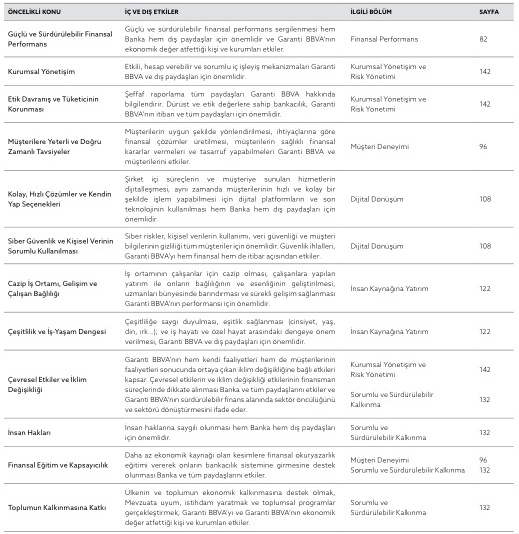 ÖNCELİKLİ KONU İÇ VE DIŞ ETKİLER İLGİLİ BÖLÜM SAYFA
Güçlü ve Sürdürülebilir Finansal
Performans
Güçlü ve sürdürülebilir finansal performans sergilenmesi hem
Banka hem dış paydaşlar için önemlidir ve Garanti BBVA'nın
ekonomik değer atfettiği kişi ve kurumları etkiler.
Finansal Performans 82
Kurumsal Yönetişim
Etkili, hesap verebilir ve sorumlu iç işleyiş mekanizmaları Garanti
BBVA ve dış paydaşları için önemlidir.
Kurumsal Yönetişim ve
Risk Yönetimi
142
Etik Davranış ve Tüketicinin
Korunması
Şeffaf raporlama tüm paydaşları Garanti BBVA hakkında
bilgilendirir. Dürüst ve etik değerlere sahip bankacılık, Garanti
BBVA'nın itibarı ve tüm paydaşları için önemlidir.
Kurumsal Yönetişim ve
Risk Yönetimi
142
Müşterilere Yeterli ve Doğru
Zamanlı Tavsiyeler
Müşterilerin uygun şekilde yönlendirilmesi, ihtiyaçlarına göre
finansal çözümler üretilmesi, müşterilerin sağlıklı finansal
kararlar vermeleri ve tasarruf yapabilmeleri Garanti BBVA ve
müşterilerini etkiler.
Müşteri Deneyimi 96
Kolay, Hızlı Çözümler ve Kendin
Yap Seçenekleri
Şirket içi süreçlerin ve müşteriye sunulan hizmetlerin
dijitalleşmesi, aynı zamanda müşterilerinin hızlı ve kolay bir
şekilde işlem yapabilmesi için dijital platformların ve son
teknolojinin kullanılması hem Banka hem dış paydaşları için
önemlidir.
Dijital Dönüşüm 108
Siber Güvenlik ve Kişisel Verinin
Sorumlu Kullanılması
Siber riskler, kişisel verilerin kullanımı, veri güvenliği ve müşteri
bilgilerinin gizliliği tüm müşteriler için önemlidir. Güvenlik ihlalleri,
Garanti BBVA'yı hem finansal hem de itibar açısından etkiler.
Dijital Dönüşüm 108
Cazip İş Ortamı, Gelişim ve
Çalışan Bağlılığı
İş ortamının çalışanlar için cazip olması, çalışanlara yapılan
yatırım ile onların bağlılığının ve esenliğinin geliştirilmesi,
uzmanları bünyesinde barındırması ve sürekli gelişim sağlanması
Garanti BBVA'nın performansı için önemlidir.
İnsan Kaynağına Yatırım 122
Çeşitlilik ve İş-Yaşam Dengesi
Çeşitliliğe saygı duyulması, eşitlik sağlanması (cinsiyet, yaş,
din, ırk...); ve iş hayatı ve özel hayat arasındaki dengeye önem
verilmesi, Garanti BBVA ve dış paydaşları için önemlidir.
İnsan Kaynağına Yatırım 122
Çevresel Etkiler ve İklim
Değişikliği
Garanti BBVA'nın hem kendi faaliyetleri hem de müşterilerinin
faaliyetleri sonucunda ortaya çıkan iklim değişikliğine bağlı etkileri
kapsar. Çevresel etkilerin ve iklim değişikliği etkilerinin finansman
süreçlerinde dikkate alınması Banka ve tüm paydaşlarını etkiler ve
Garanti BBVA'nın sürdürülebilir finans alanında sektör öncülüğünü
ve sektörü dönüştürmesini ifade eder.
Kurumsal Yönetişim ve
Risk Yönetimi
142
Sorumlu ve Sürdürülebilir
Kalkınma
132
İnsan Hakları
İnsan haklarına saygılı olunması hem Banka hem dış paydaşları
için önemlidir.
Sorumlu ve
Sürdürülebilir Kalkınma
132
Finansal Eğitim ve Kapsayıcılık
Daha az ekonomik kaynağı olan kesimlere finansal okuryazarlık
eğitimi vererek onların bankacılık sistemine girmesine destek
olunması Banka ve tüm paydaşlarını etkiler.
Müşteri Deneyimi 96
Sorumlu ve Sürdürülebilir Kalkınma 132
Toplumun Kalkınmasına Katkı
Ülkenin ve toplumun ekonomik kalkınmasına destek olmak,
Mevzuata uyum, istihdam yaratmak ve toplumsal programlar
gerçekleştirmek, Garanti BBVA'yı ve Garanti BBVA'nın ekonomik
değer atfettiği kişi ve kurumları etkiler.
Sorumlu ve
Sürdürülebilir Kalkınma
132